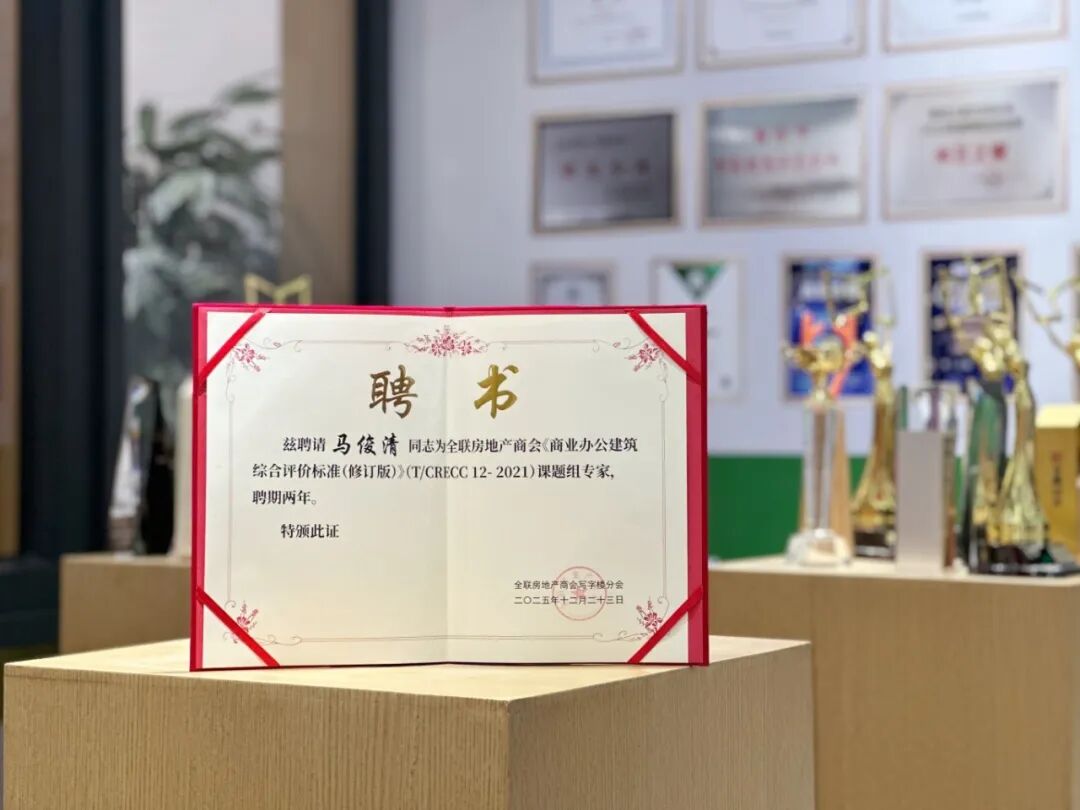 聘书
兹聘请 马俊清 同志为全联房地产商会《商业办公建筑
综合评价标准(修订版)》(T/CRECC 12- 2021)课题组专家,
聘期两年。
特颁此证
全联房地产商会写字楼分会
二〇二五年十二月二十三日